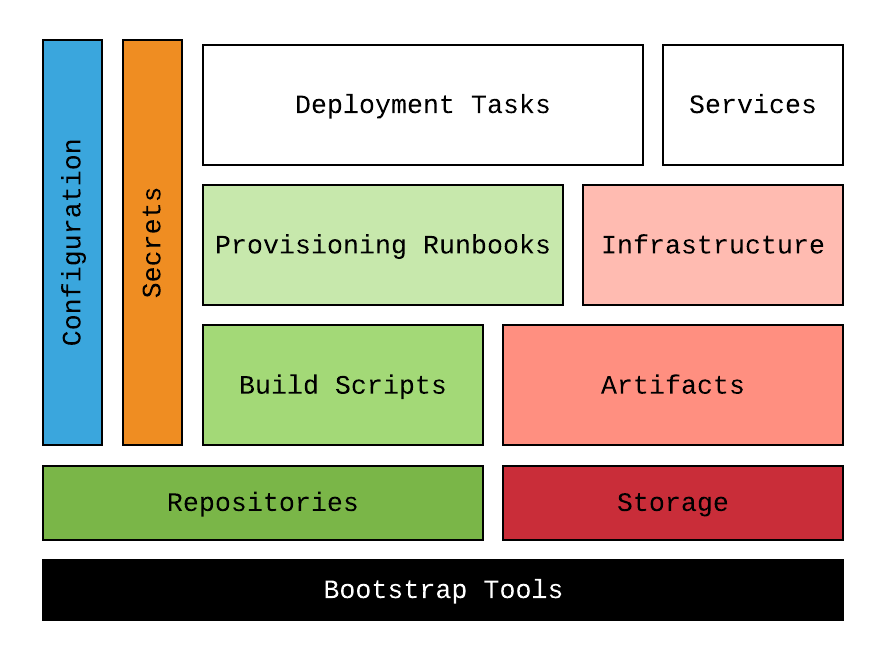 Configuration
Secrets
Deployment Tasks
Services
Provisioning Runbooks
Infrastructure
Build Scripts
Artifacts
Repositories
Storage
Bootstrap Tools